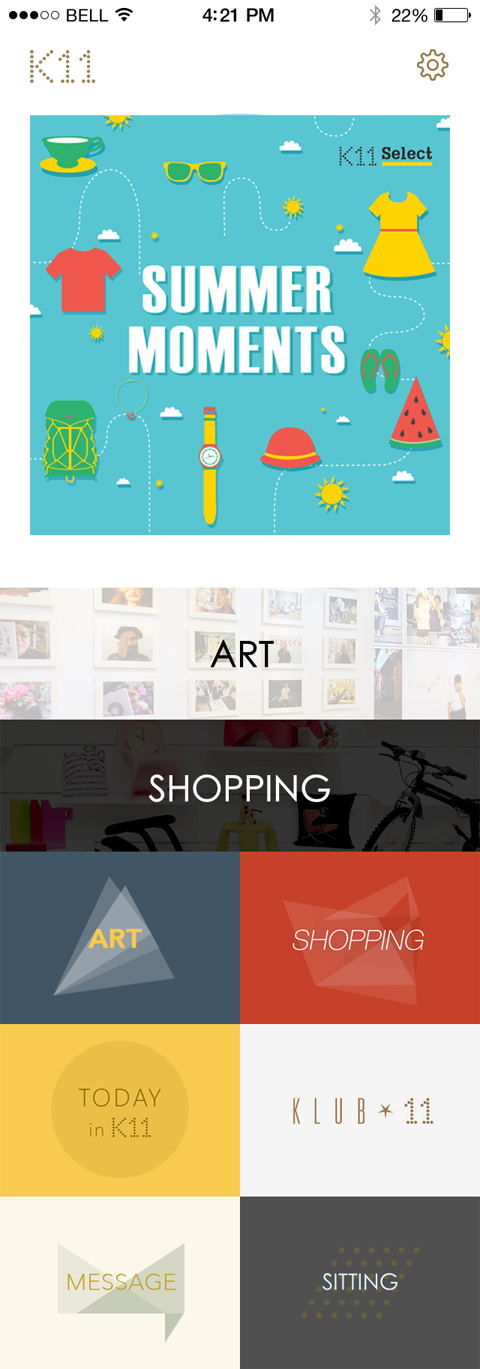 BELL 4:21 PM 22%
K11
K11 Select
SUMMER
MOMENTS
ART
SHOPPING
ART
SHOPPING
TODAY
in K11
KLUB ✶ 11
MESSAGE
SITTING